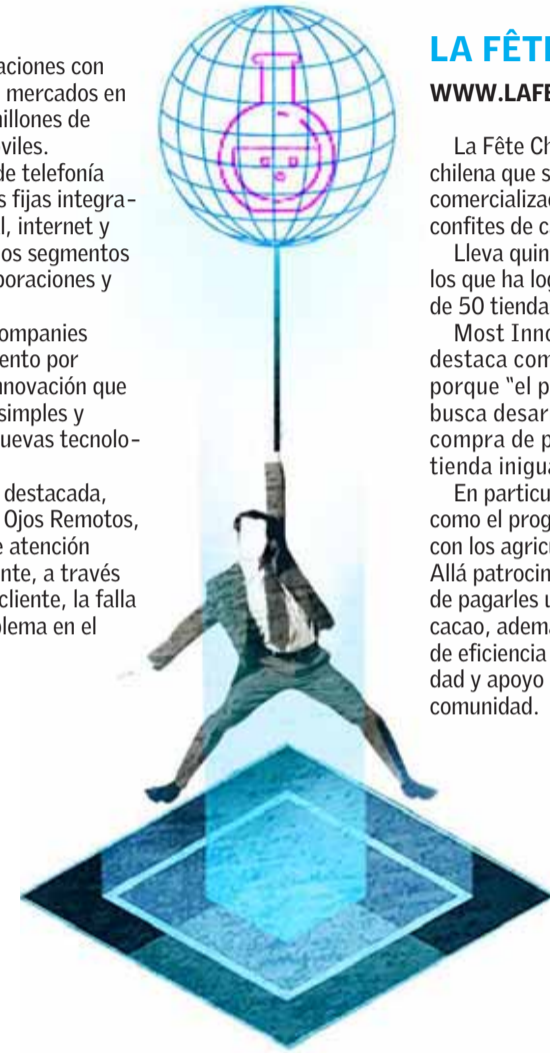 aciones con
mercados en
illones de
viles.
de telefonía
s fijas integra-
l, internet y
os segmentos
poraciones y
ompanies
ento por
nnovación que
simples y
uevas tecnolo-
destacada,
Ojos Remotos,
e atención
nte, a través
cliente, la falla
lema en el
LA FÊTE
WWW.LAFE
La Fête Ch
chilena que s
comercializac
confites de c
Lleva quin
los que ha log
de 50 tienda
Most Inno
destaca com
porque "el p
busca desar
compra de p
tienda inigua
En particu
como el prog
con los agricu
Allá patrocin
de pagarles u
cacao, adema
de eficiencia
dad y apoyo
comunidad.